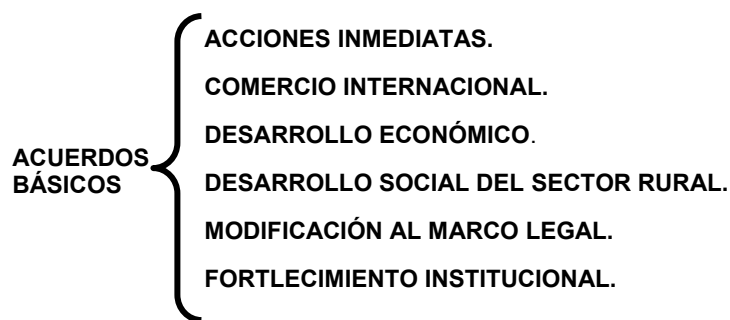 ACUERDOS
BÁSICOS
ACCIONES INMEDIATAS.
COMERCIO INTERNACIONAL.
DESARROLLO ECONÓMICO.
DESARROLLO SOCIAL DEL SECTOR RURAL.
MODIFICACIÓN AL MARCO LEGAL.
FORTLECIMIENTO INSTITUCIONAL.